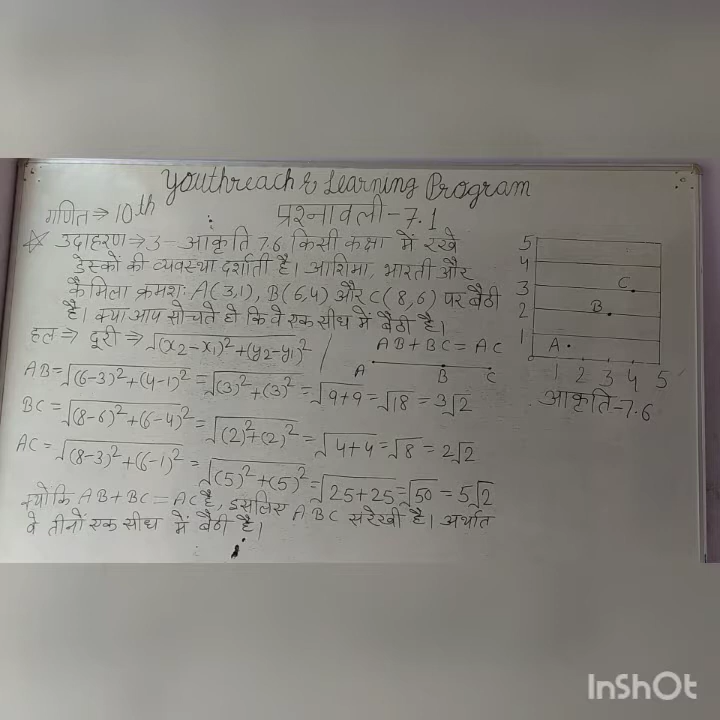 Youthreach & Learning Program
गणित ⇒ 10th
प्रश्नावली-7.1
☆ उदाहरण ⇒ 3- आकृति 7.6 किसी कक्षा में रखे
डेस्कों की व्यवस्था दर्शाती है। आशिमा, भारती और
कैमिला क्रमशः A(3,1), B(6,4) और C(8,6) पर बैठी
है। क्या आप सोचते हो कि वे एक सीध में बैठी है।
हल ⇒ दूरी ⇒ √(x₂-x₁)²+(y₂-y₁)²
AB + BC = AC
A B C
AB = √(6-3)²+(4-1)² = √(3)²+(3)² = √9+9 = √18 = 3√2
BC = √(8-6)²+(6-4)² = √(2)²+(2)² = √4+4 = √8 = 2√2
AC = √(8-3)²+(6-1)² = √(5)²+(5)² = √25+25 = √50 = 5√2
क्योकि AB+BC = AC है, इसलिए ABC सरेखी है। अर्थात
वे तीनों एक सीध में बैठी है।
5
4
3
2
1
C
B
A
1 2 3 4 5
आकृति-7.6
InShOt